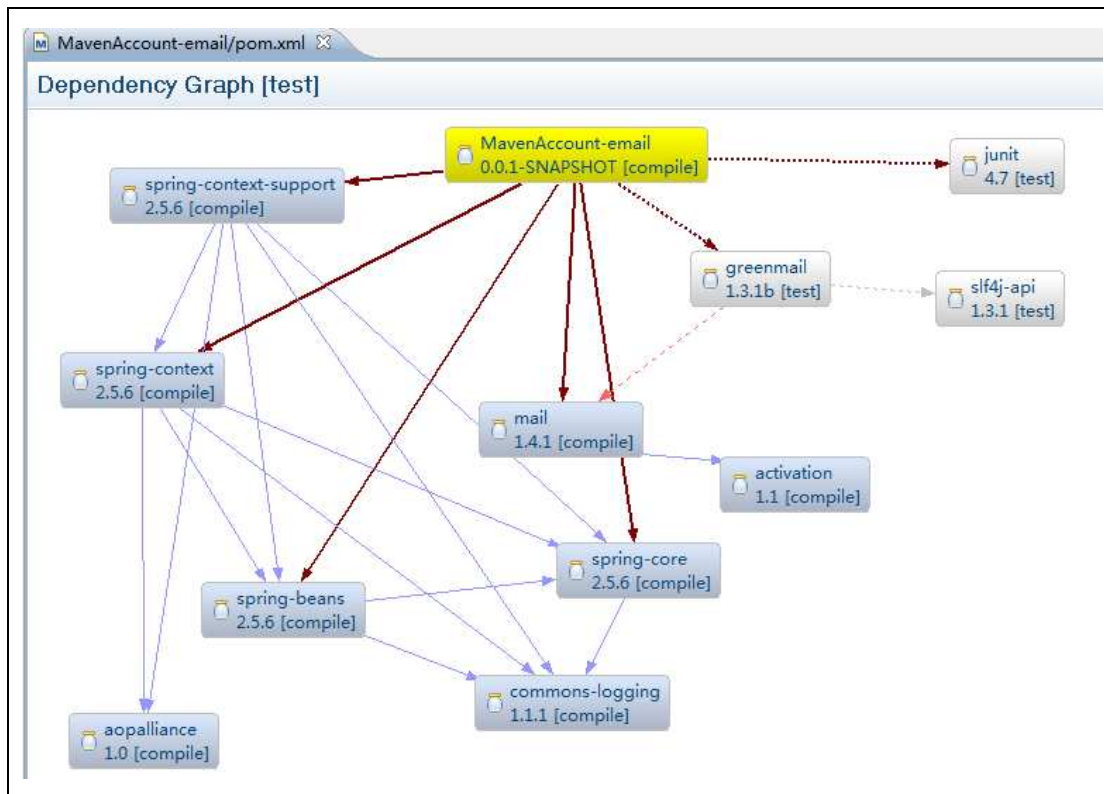 M MavenAccount-email/pom.xml
Dependency Graph [test]
MavenAccount-email
0.0.1-SNAPSHOT [compile]
junit
4.7 [test]
spring-context-support
2.5.6 [compile]
greenmail
1.3.1b [test]
slf4j-api
1.3.1 [test]
spring-context
2.5.6 [compile]
mail
1.4.1 [compile]
activation
1.1 [compile]
spring-core
2.5.6 [compile]
spring-beans
2.5.6 [compile]
commons-logging
1.1.1 [compile]
aopalliance
1.0 [compile]